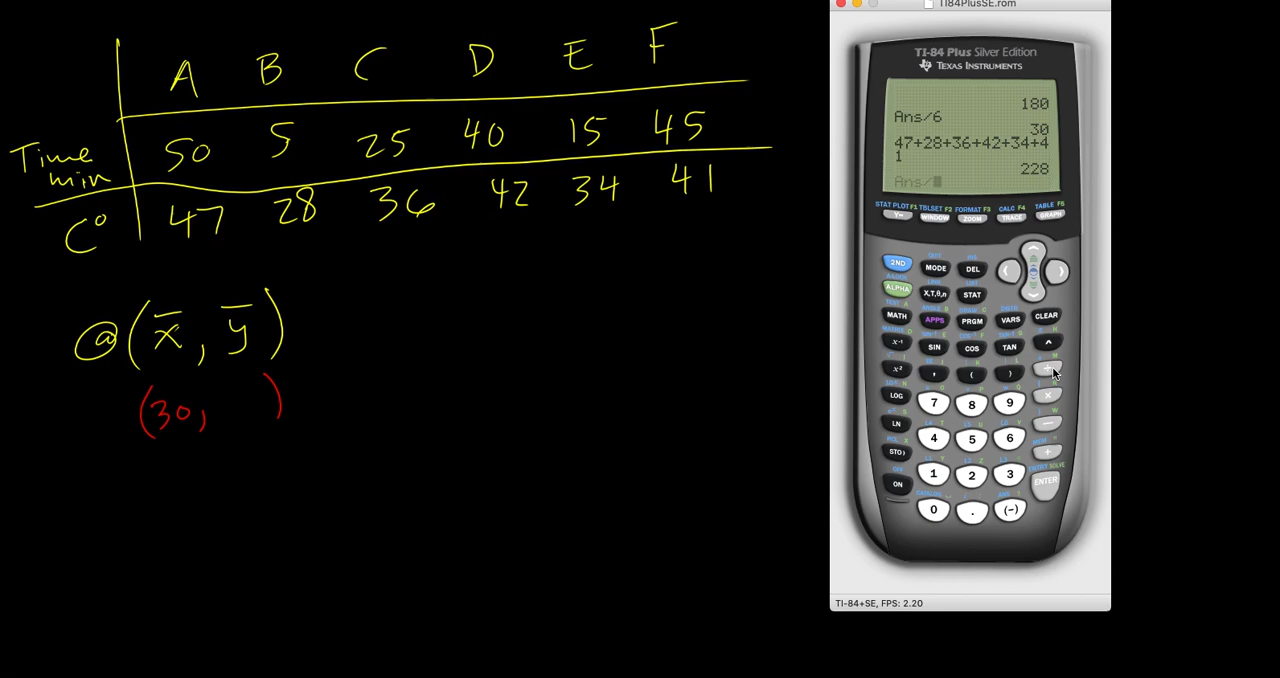 TI84PlusSE.rom
A B C D E F
Time min 50 5 25 40 15 45
C° 47 28 36 42 34 41
@(x̄, ȳ)
(30, )
TI-84 Plus Silver Edition
TEXAS INSTRUMENTS
180
Ans/6
30
47+28+36+42+34+4
1
228
Ans/
STAT PLOT F1 TBLSET F2 FORMAT F3 CALC F4 TABLE F5
Y= WINDOW ZOOM TRACE GRAPH
2ND MODE DEL
ALPHA X,T,θ,n STAT
MATH APPS PRGM VARS CLEAR
x⁻¹ SIN COS TAN ^
x² , ( ) ÷
LOG 7 8 9 ×
LN 4 5 6 −
STO› 1 2 3 +
ON 0 . (-) ENTER
TI-84+SE, FPS: 2.20